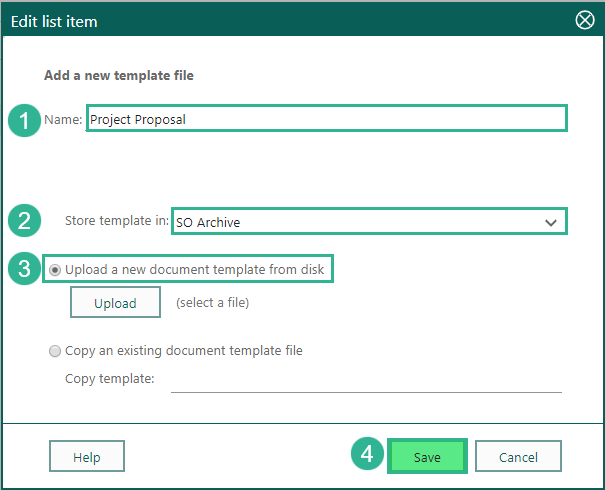 Edit list item
Add a new template file
1 Name: Project Proposal
2 Store template in: SO Archive
3 Upload a new document template from disk
Upload (select a file)
Copy an existing document template file
Copy template:
Help 4 Save Cancel